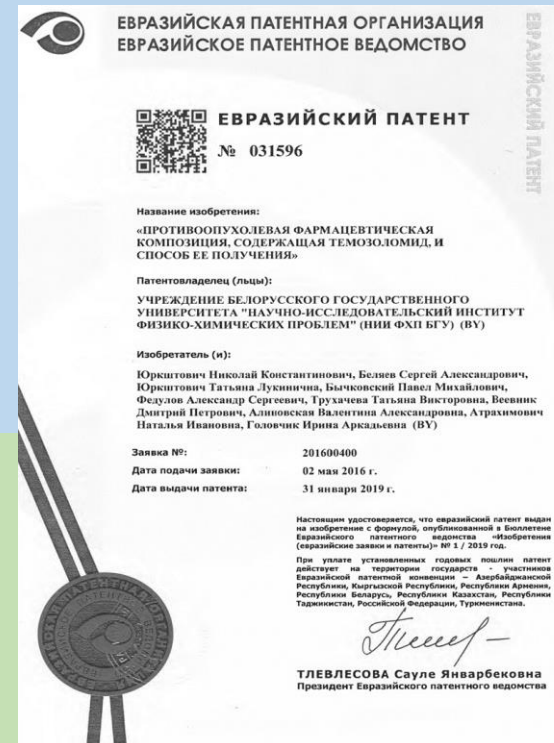 ЕВРАЗИЙСКАЯ ПАТЕНТНАЯ ОРГАНИЗАЦИЯ
ЕВРАЗИЙСКОЕ ПАТЕНТНОЕ ВЕДОМСТВО
ЕВРАЗИЙСКИЙ ПАТЕНТ
ЕВРАЗИЙСКИЙ ПАТЕНТ
№ 031596
Название изобретения:
«ПРОТИВООПУХОЛЕВАЯ ФАРМАЦЕВТИЧЕСКАЯ
КОМПОЗИЦИЯ, СОДЕРЖАЩАЯ ТЕМОЗОЛОМИД, И
СПОСОБ ЕЕ ПОЛУЧЕНИЯ»
Патентовладелец (льцы):
УЧРЕЖДЕНИЕ БЕЛОРУССКОГО ГОСУДАРСТВЕННОГО
УНИВЕРСИТЕТА "НАУЧНО-ИССЛЕДОВАТЕЛЬСКИЙ ИНСТИТУТ
ФИЗИКО-ХИМИЧЕСКИХ ПРОБЛЕМ" (НИИ ФХП БГУ) (BY)
Изобретатель (и):
Юркштович Николай Константинович, Беляев Сергей Александрович,
Юркштович Татьяна Лукинична, Бычковский Павел Михайлович,
Федулов Александр Сергеевич, Трухачева Татьяна Викторовна, Веевник
Дмитрий Петрович, Алиновская Валентина Александровна, Атрахимович
Наталья Ивановна, Головчик Ирина Аркадьевна (BY)
Заявка №: 201600400
Дата подачи заявки: 02 мая 2016 г.
Дата выдачи патента: 31 января 2019 г.
Настоящим удостоверяется, что евразийский патент выдан
на изобретение с формулой, опубликованной в Бюллетене
Евразийского патентного ведомства «Изобретения
(евразийские заявки и патенты)» № 1 / 2019 год.
При уплате установленных годовых пошлин патент
действует на территории государств - участников
Евразийской патентной конвенции – Азербайджанской
Республики, Кыргызской Республики, Республики Армения,
Республики Беларусь, Республики Казахстан, Республики
Таджикистан, Российской Федерации, Туркменистана.
ТЛЕВЛЕСОВА Сауле Январбековна
Президент Евразийского патентного ведомства